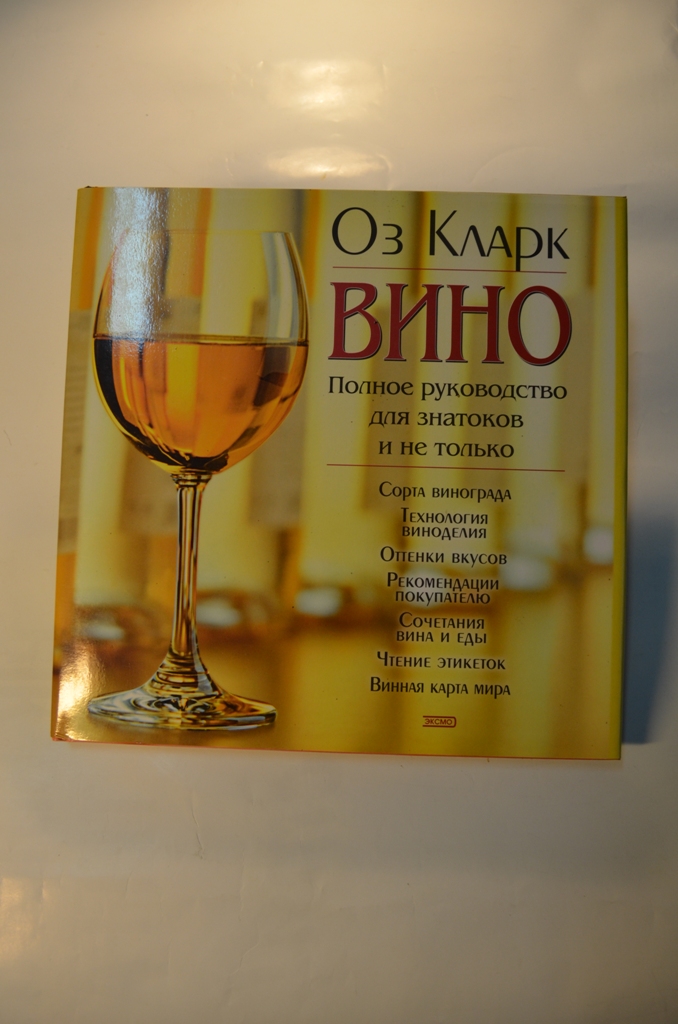 Оз Кларк
ВИНО
Полное руководство
для знатоков
и не только
Сорта винограда
Технология
виноделия
Оттенки вкусов
Рекомендации
покупателю
Сочетания
вина и еды
Чтение этикеток
Винная карта мира
ЭКСМО